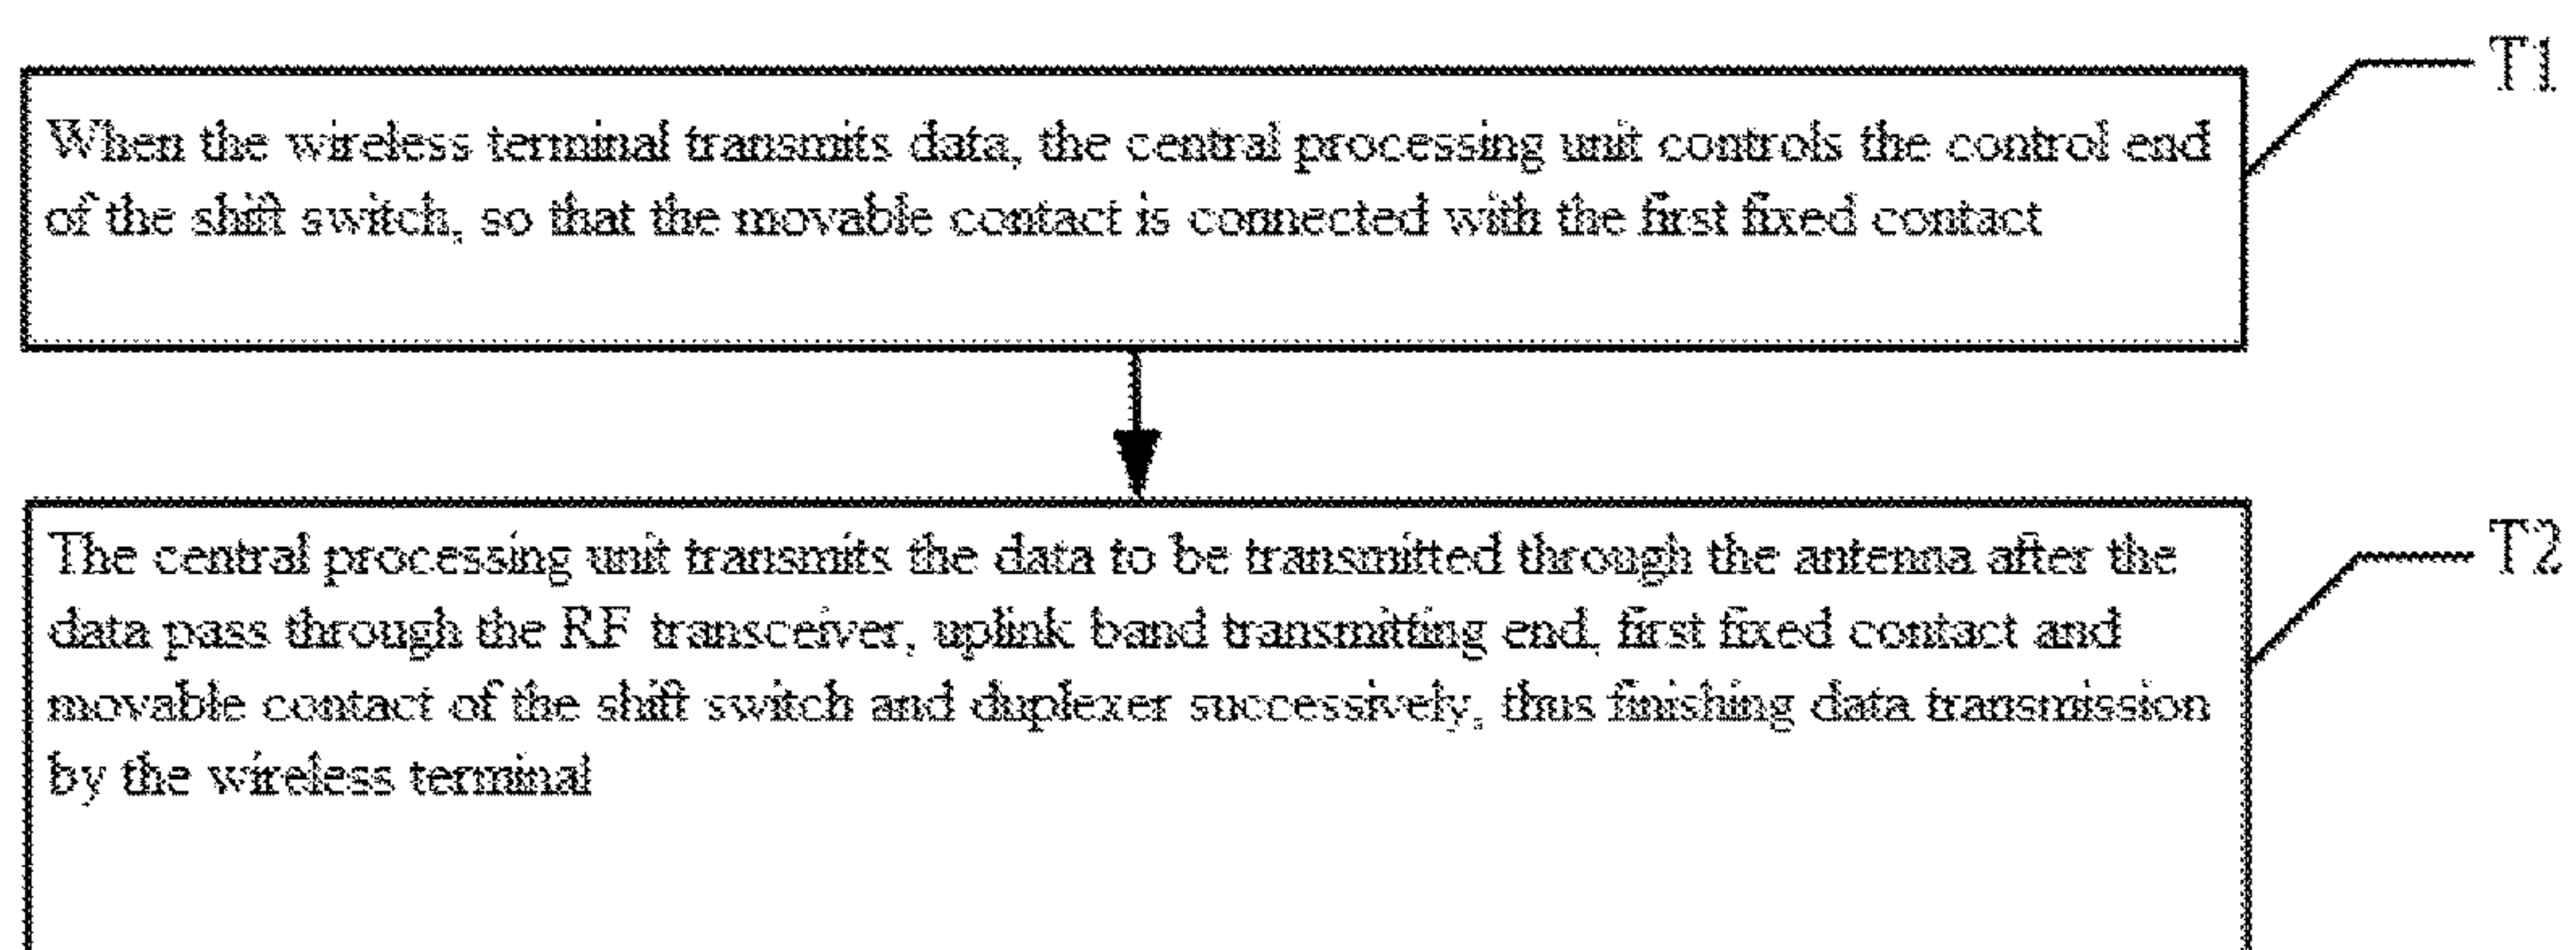 T1
When the wireless terminal transmits data, the central processing unit controls the control end
of the shift switch, so that the movable contact is connected with the first fixed contact
T2
The central processing unit transmits the data to be transmitted through the antenna after the
data pass through the RF transceiver, uplink band transmitting end, first fixed contact and
movable contact of the shift switch and duplexer successively, thus finishing data transmission
by the wireless terminal